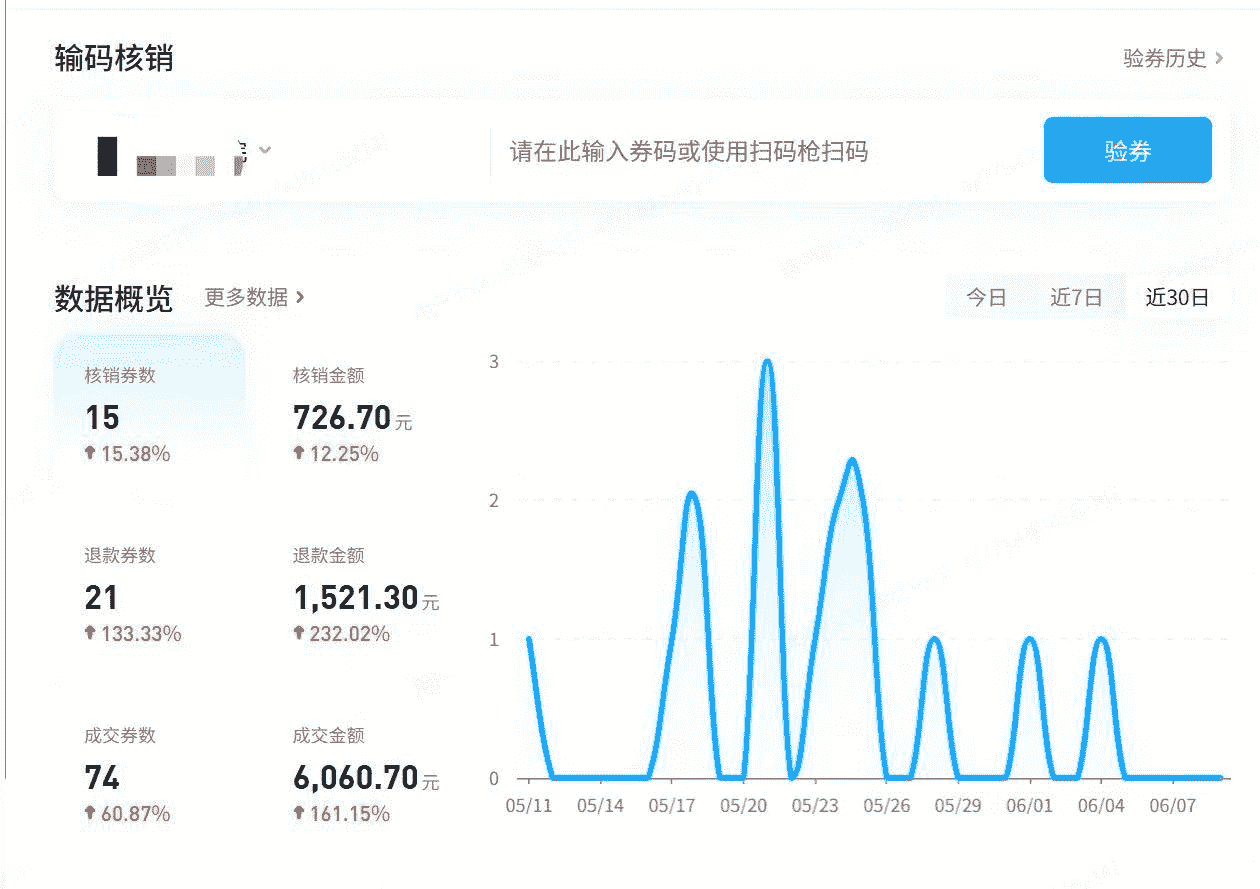 输码核销
验券历史
请在此输入券码或使用扫码枪扫码
验券
数据概览
更多数据
今日
近7日
近30日
核销券数
15
15.38%
核销金额
726.70元
12.25%
退款券数
21
133.33%
退款金额
1,521.30元
232.02%
成交券数
74
60.87%
成交金额
6,060.70元
161.15%
3
2
1
0
05/11 05/14 05/17 05/20 05/23 05/26 05/29 06/01 06/04 06/07